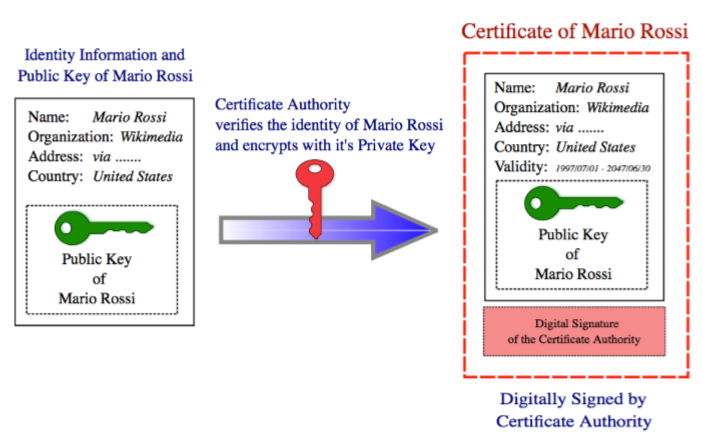 Identity Information and
Public Key of Mario Rossi
Name: Mario Rossi
Organization: Wikimedia
Address: via .......
Country: United States
Public Key
of
Mario Rossi
Certificate Authority
verifies the identity of Mario Rossi
and encrypts with it's Private Key
Certificate of Mario Rossi
Name: Mario Rossi
Organization: Wikimedia
Address: via .......
Country: United States
Validity: 1997/07/01 - 2047/06/30
Public Key
of
Mario Rossi
Digital Signature
of the Certificate Authority
Digitally Signed by
Certificate Authority